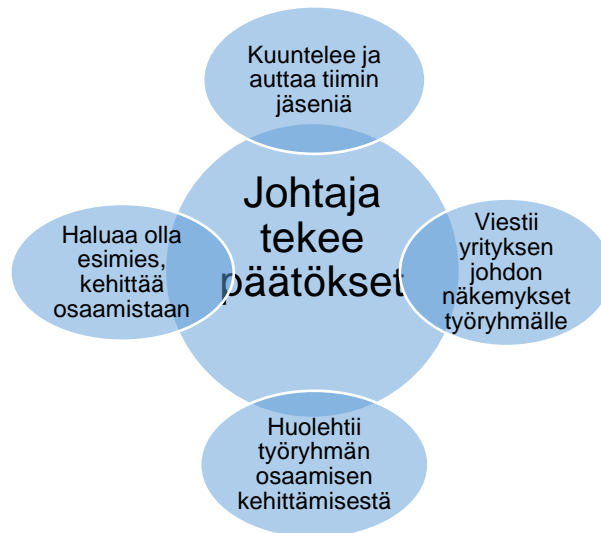 Kuuntelee ja
auttaa tiimin
jäseniä
Johtaja
tekee
päätökset
Haluaa olla
esimies,
kehittää
osaamistaan
Viestii
yrityksen
johdon
näkemykset
työryhmälle
Huolehtii
työryhmän
osaamisen
kehittämisestä